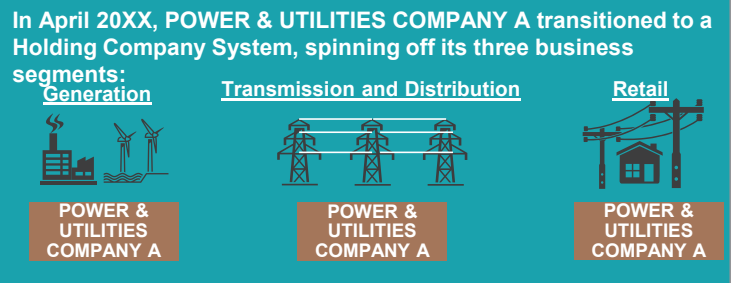 In April 20XX, POWER & UTILITIES COMPANY A transitioned to a
Holding Company System, spinning off its three business
segments:
Generation
Transmission and Distribution
Retail
POWER &
UTILITIES
COMPANY A
POWER &
UTILITIES
COMPANY A
POWER &
UTILITIES
COMPANY A